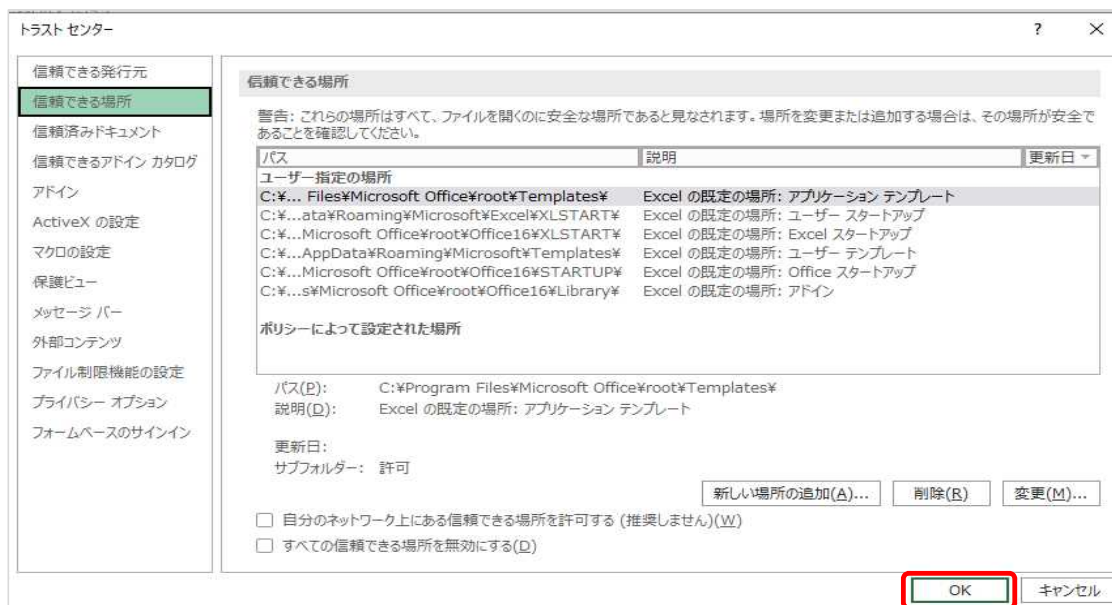 トラスト センター
?
×
信頼できる発行元
信頼できる場所
信頼済みドキュメント
信頼できるアドイン カタログ
アドイン
ActiveX の設定
マクロの設定
保護ビュー
メッセージ バー
外部コンテンツ
ファイル制限機能の設定
プライバシー オプション
フォームベースのサインイン
信頼できる場所
警告: これらの場所はすべて、ファイルを開くのに安全な場所であると見なされます。場所を変更または追加する場合は、その場所が安全で
あることを確認してください。
パス 説明 更新日
ユーザー指定の場所
C:¥... Files¥Microsoft Office¥root¥Templates¥ Excel の既定の場所: アプリケーション テンプレート
C:¥...ata¥Roaming¥Microsoft¥Excel¥XLSTART¥ Excel の既定の場所: ユーザー スタートアップ
C:¥...Microsoft Office¥root¥Office16¥XLSTART¥ Excel の既定の場所: Excel スタートアップ
C:¥...AppData¥Roaming¥Microsoft¥Templates¥ Excel の既定の場所: ユーザー テンプレート
C:¥...Microsoft Office¥root¥Office16¥STARTUP¥ Excel の既定の場所: Office スタートアップ
C:¥...s¥Microsoft Office¥root¥Office16¥Library¥ Excel の既定の場所: アドイン
ポリシーによって設定された場所
パス(P): C:¥Program Files¥Microsoft Office¥root¥Templates¥
説明(D): Excel の既定の場所: アプリケーション テンプレート
更新日:
サブフォルダー: 許可
新しい場所の追加(A)... 削除(R) 変更(M)...
自分のネットワーク上にある信頼できる場所を許可する (推奨しません)(W)
すべての信頼できる場所を無効にする(D)
OK キャンセル